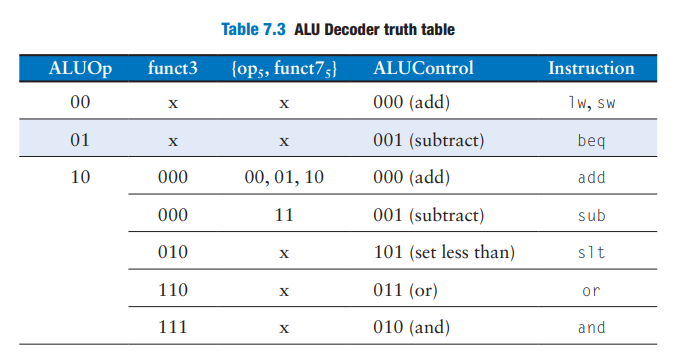 Table 7.3 ALU Decoder truth table
ALUOp funct3 {op5, funct75} ALUControl Instruction
00 x x 000 (add) lw, sw
01 x x 001 (subtract) beq
10 000 00, 01, 10 000 (add) add
000 11 001 (subtract) sub
010 x 101 (set less than) slt
110 x 011 (or) or
111 x 010 (and) and